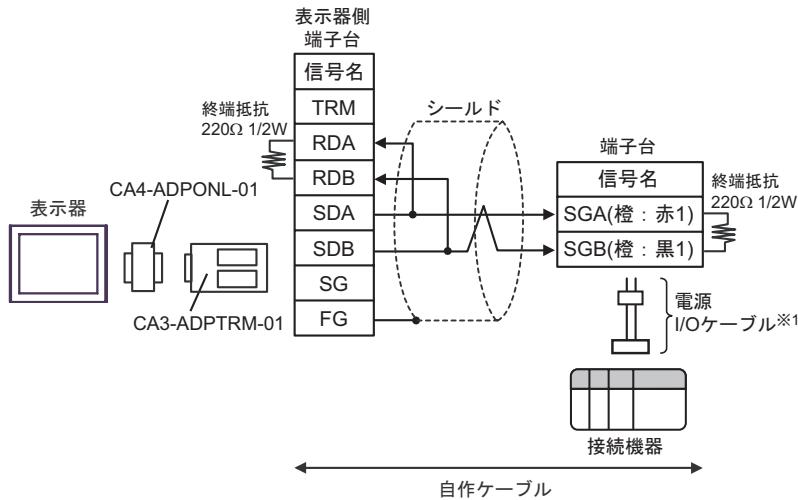 表示器側
端子台
信号名
TRM
RDA
RDB
SDA
SDB
SG
FG
終端抵抗
220Ω 1/2W
シールド
端子台
信号名
SGA(橙：赤1)
SGB(橙：黒1)
終端抵抗
220Ω 1/2W
表示器
CA4-ADPONL-01
CA3-ADPTRM-01
電源
I/Oケーブル※1
接続機器
自作ケーブル